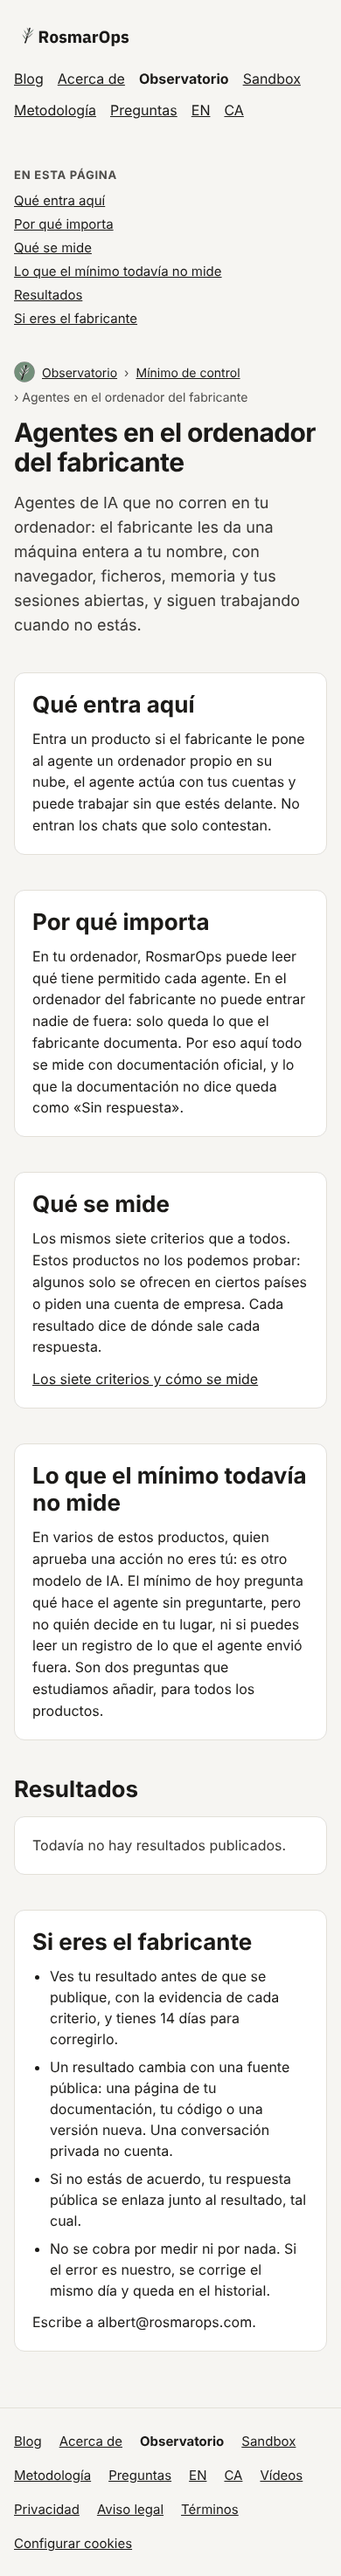 RosmarOps
Blog Acerca de Observatorio Sandbox
Metodología Preguntas EN CA
EN ESTA PÁGINA
Qué entra aquí
Por qué importa
Qué se mide
Lo que el mínimo todavía no mide
Resultados
Si eres el fabricante
Observatorio › Mínimo de control
› Agentes en el ordenador del fabricante
Agentes en el ordenador
del fabricante
Agentes de IA que no corren en tu
ordenador: el fabricante les da una
máquina entera a tu nombre, con
navegador, ficheros, memoria y tus
sesiones abiertas, y siguen trabajando
cuando no estás.
Qué entra aquí
Entra un producto si el fabricante le pone
al agente un ordenador propio en su
nube, el agente actúa con tus cuentas y
puede trabajar sin que estés delante. No
entran los chats que solo contestan.
Por qué importa
En tu ordenador, RosmarOps puede leer
qué tiene permitido cada agente. En el
ordenador del fabricante no puede entrar
nadie de fuera: solo queda lo que el
fabricante documenta. Por eso aquí todo
se mide con documentación oficial, y lo
que la documentación no dice queda
como «Sin respuesta».
Qué se mide
Los mismos siete criterios que a todos.
Estos productos no los podemos probar:
algunos solo se ofrecen en ciertos países
o piden una cuenta de empresa. Cada
resultado dice de dónde sale cada
respuesta.
Los siete criterios y cómo se mide
Lo que el mínimo todavía
no mide
En varios de estos productos, quien
aprueba una acción no eres tú: es otro
modelo de IA. El mínimo de hoy pregunta
qué hace el agente sin preguntarte, pero
no quién decide en tu lugar, ni si puedes
leer un registro de lo que el agente envió
fuera. Son dos preguntas que
estudiamos añadir, para todos los
productos.
Resultados
Todavía no hay resultados publicados.
Si eres el fabricante
• Ves tu resultado antes de que se
publique, con la evidencia de cada
criterio, y tienes 14 días para
corregirlo.
• Un resultado cambia con una fuente
pública: una página de tu
documentación, tu código o una
versión nueva. Una conversación
privada no cuenta.
• Si no estás de acuerdo, tu respuesta
pública se enlaza junto al resultado, tal
cual.
• No se cobra por medir ni por nada. Si
el error es nuestro, se corrige el
mismo día y queda en el historial.
Escribe a albert@rosmarops.com.
Blog Acerca de Observatorio Sandbox
Metodología Preguntas EN CA Vídeos
Privacidad Aviso legal Términos
Configurar cookies